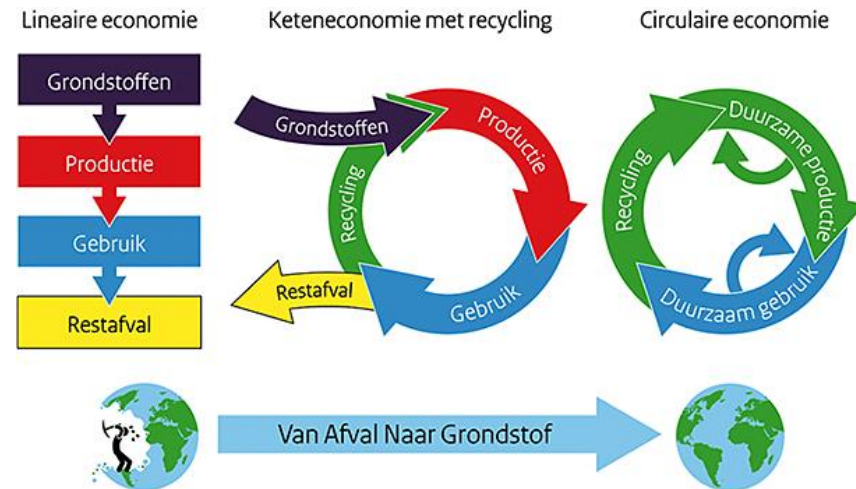 Lineaire economie
Grondstoffen
Productie
Gebruik
Restafval
Keteneconomie met recycling
Grondstoffen
Productie
Gebruik
Restafval
Recycling
Circulaire economie
Duurzame productie
Duurzaam gebruik
Recycling
Van Afval Naar Grondstof